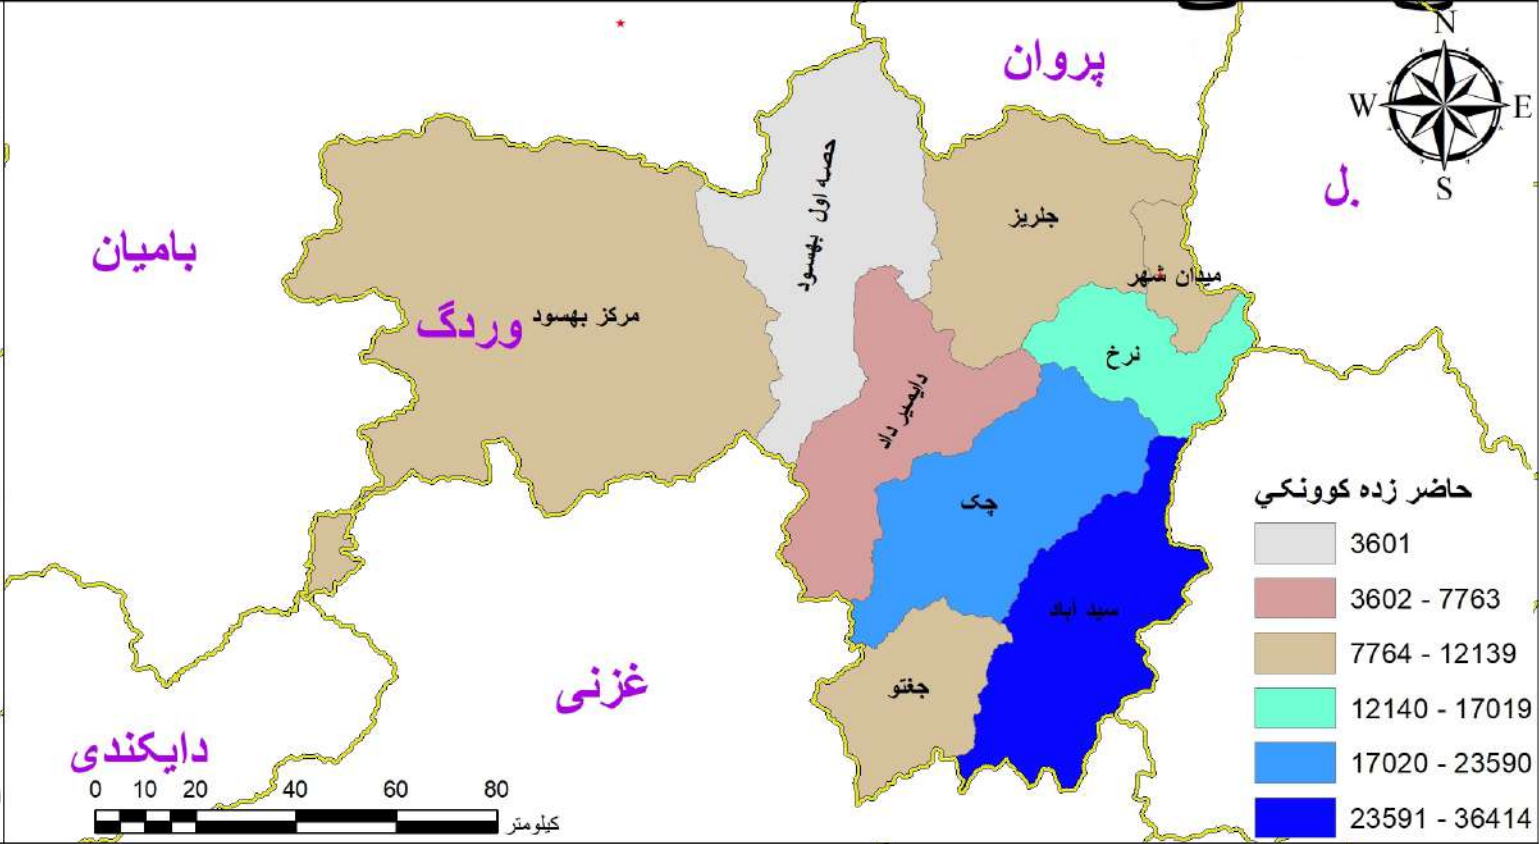 پروان
N
W E
S
ل.
حصه اول بهسود
جلریز
بامیان
میدان شهر
وردگ
مرکز بهسود
نرخ
دایمیر داد
چک
حاضر زده کوونکي
3601
3602 - 7763
7764 - 12139
12140 - 17019
17020 - 23590
23591 - 36414
سید آباد
جغتو
غزنی
دایکندی
0 10 20 40 60 80
کیلومتر